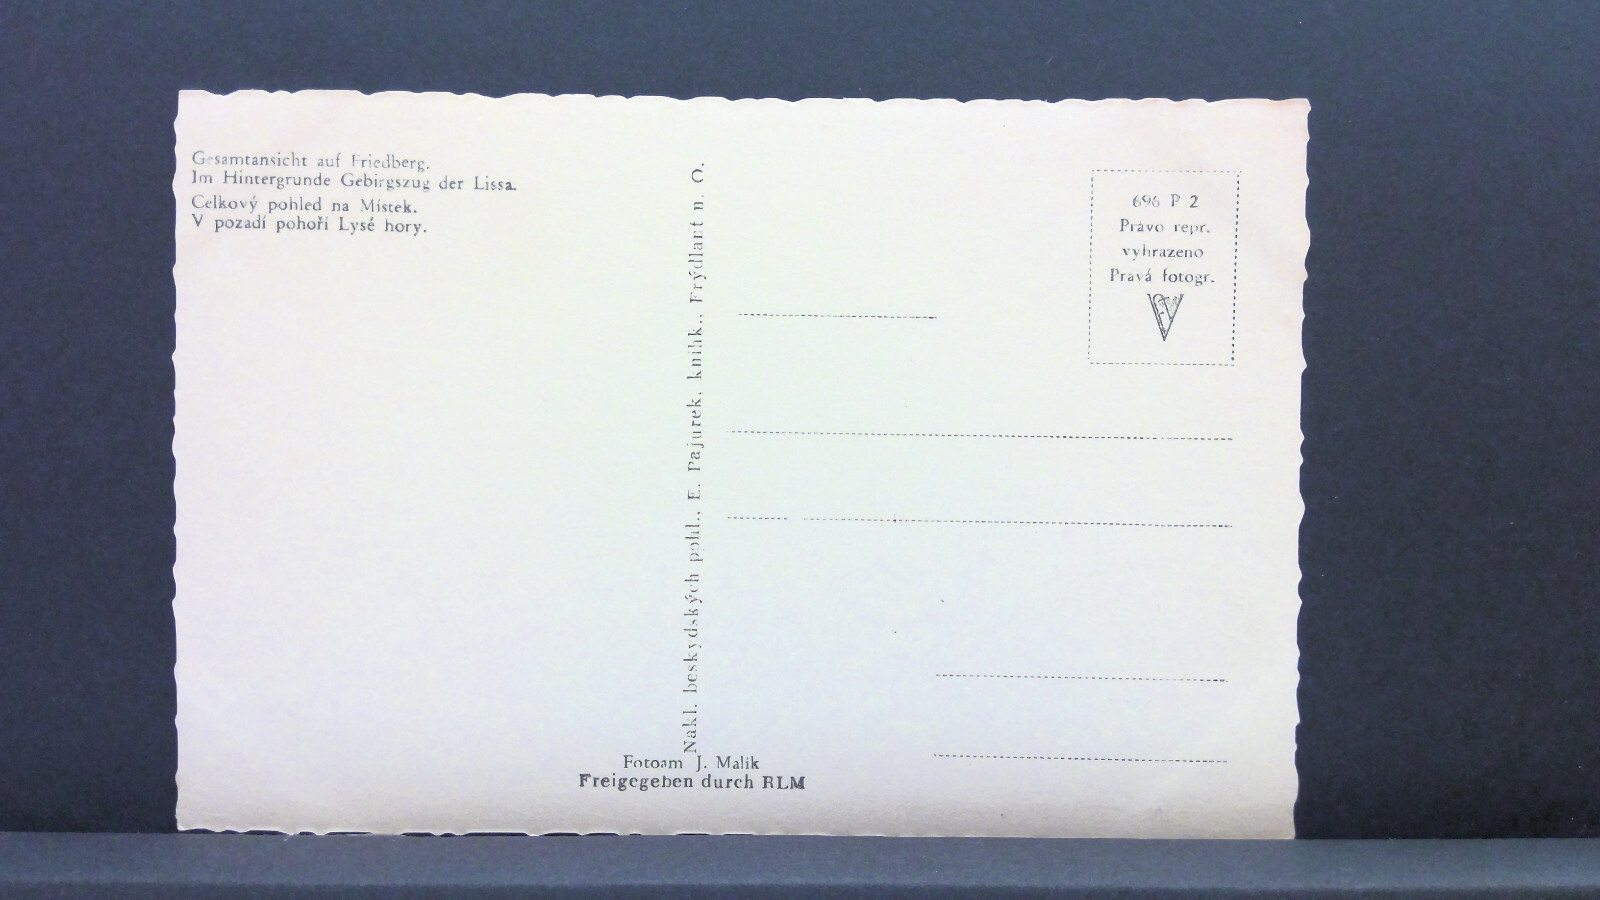 Gesamtansicht auf Friedberg.
Im Hintergrunde Gebirgszug der Lissa.
Celkový pohled na Místek.
V pozadí pohoří Lysé hory.
Nakl. beskydských pohl., E. Pajurek, knihk., Frýdlant n. O.
696 P 2
Právo repr.
vyhrazeno
Pravá fotogr.
Fotoam J. Malik
Freigegeben durch RLM